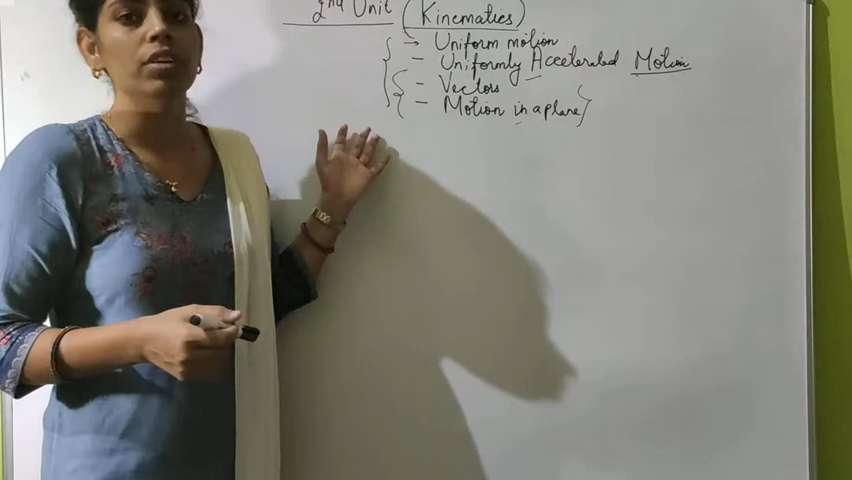 2nd Unit (Kinematics)
→ Uniform motion
- Uniformly Accelerated Motion
- Vectors
- Motion in a plane